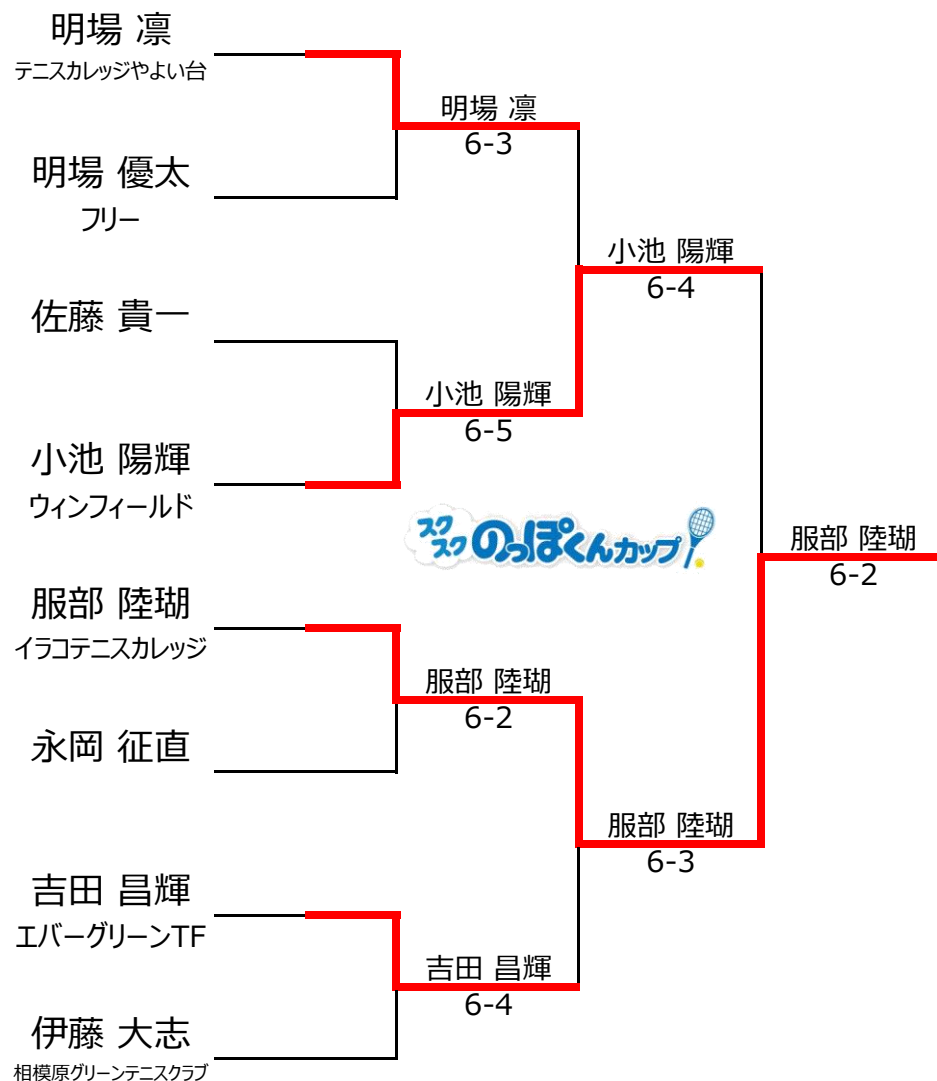 明場 凛
テニスカレッジやよい台
明場 凛
6-3
明場 優太
フリー
小池 陽輝
6-4
佐藤 貴一
小池 陽輝
6-5
小池 陽輝
ウィンフィールド
スクスク のっぽくんカップ
服部 陸瑚
6-2
服部 陸瑚
イラコテニスカレッジ
服部 陸瑚
6-2
永岡 征直
服部 陸瑚
6-3
吉田 昌輝
エバーグリーンTF
吉田 昌輝
6-4
伊藤 大志
相模原グリーンテニスクラブ